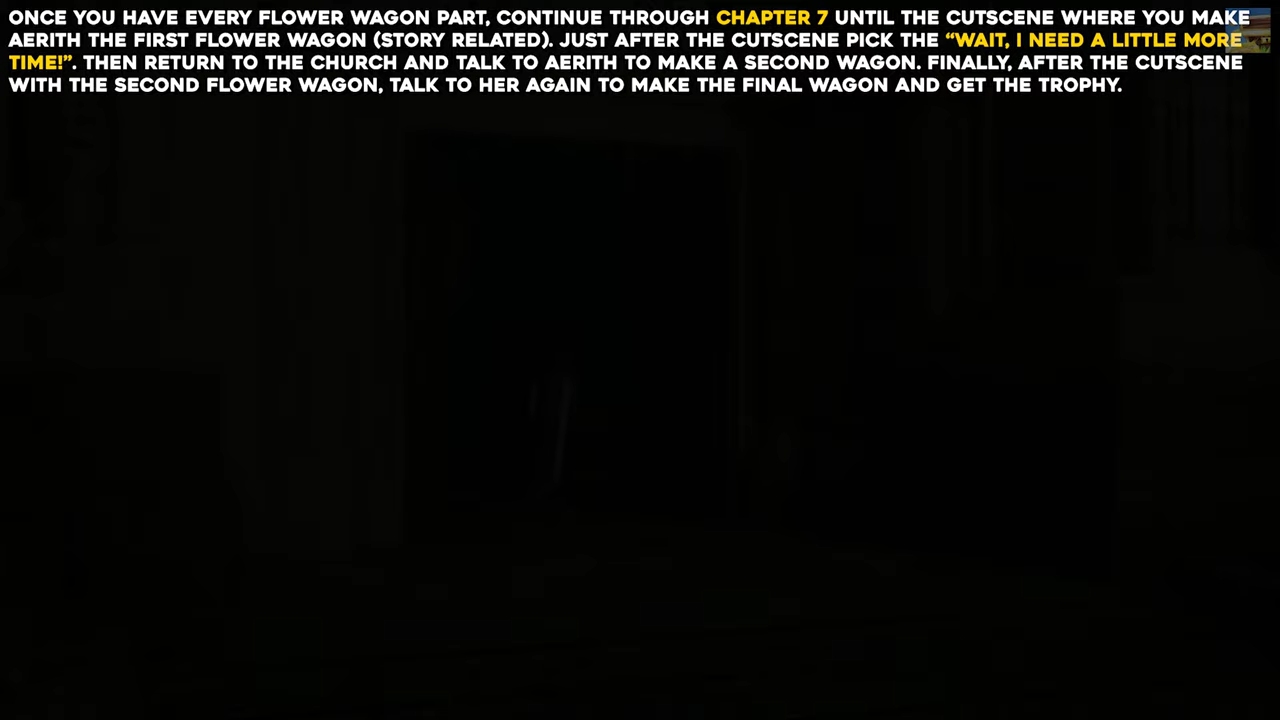 ONCE YOU HAVE EVERY FLOWER WAGON PART, CONTINUE THROUGH CHAPTER 7 UNTIL THE CUTSCENE WHERE YOU MAKE
AERITH THE FIRST FLOWER WAGON (STORY RELATED). JUST AFTER THE CUTSCENE PICK THE “WAIT, I NEED A LITTLE MORE
TIME!”. THEN RETURN TO THE CHURCH AND TALK TO AERITH TO MAKE A SECOND WAGON. FINALLY, AFTER THE CUTSCENE
WITH THE SECOND FLOWER WAGON, TALK TO HER AGAIN TO MAKE THE FINAL WAGON AND GET THE TROPHY.